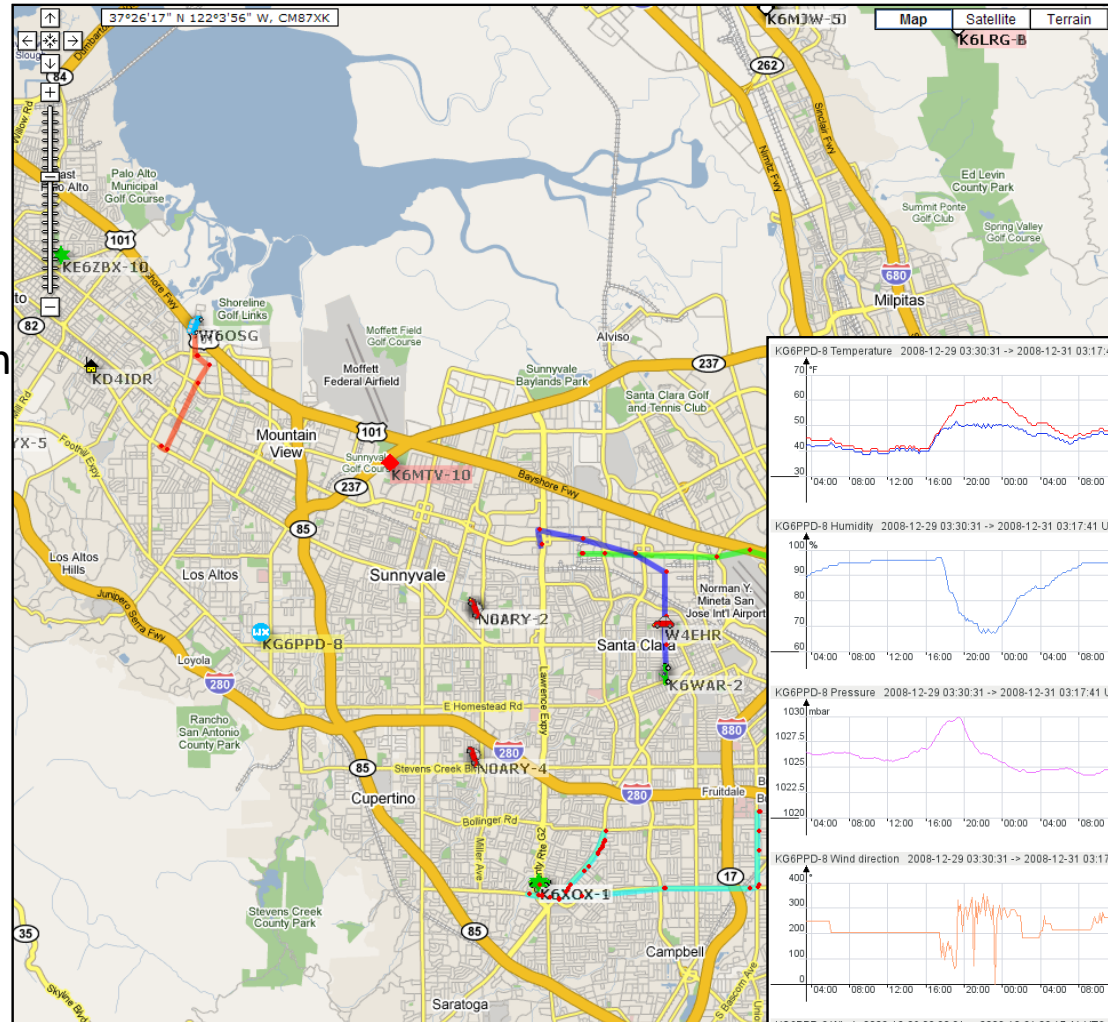 37°26'17" N 122°3'56" W, CM87XK
K6MJW-5
Map
Satellite
Terrain
K6LRG-B
84
Willow Rd
262
Sinclair Fwy
Nimitz Fwy
Palo Alto
Municipal
Golf Course
Palo Alto
Ed Levin
County Park
Summit Ponte
Golf Club
Spring Valley
Golf Course
101
KE6ZBX-10
680
Milpitas
82
Shoreline
Golf Links
W6OSG
n
KD4IDR
Moffett Field
Golf Course
Moffett
Federal Airfield
Alviso
237
Sunnyvale
Baylands Park
Santa Clara Golf
and Tennis Club
Foothill Expy
YX-5
Mountain
View
101
K6MTV-10
237
Bayshore Fwy
85
Los Altos
Hills
Los Altos
Sunnyvale
Norman Y.
Mineta San
Jose Int'l Airport
Junipero Serra Fwy
N0ARY-2
WX
KG6PPD-8
W4EHR
Santa Clara
K6WAR-2
Loyola
280
E Homestead Rd
Lawrence Expy
Rancho
San Antonio
County Park
880
280
85
Stevens Creek
N0ARY-4
Cupertino
280
Fruitdale
Bollinger Rd
Miller Ave
Rte G2
17
K6XOX-1
Stevens Creek
County Park
85
35
Campbell
Skyline Blvd
Saratoga
S Bascom Ave
KG6PPD-8 Temperature 2008-12-29 03:30:31 -> 2008-12-31 03:17:
70 °F
60
50
40
30
04:00 08:00 12:00 16:00 20:00 00:00 04:00 08:00
KG6PPD-8 Humidity 2008-12-29 03:30:31 -> 2008-12-31 03:17:41 U
100 %
90
80
70
60
04:00 08:00 12:00 16:00 20:00 00:00 04:00 08:00
KG6PPD-8 Pressure 2008-12-29 03:30:31 -> 2008-12-31 03:17:41 U
1030 mbar
1027.5
1025
1022.5
1020
04:00 08:00 12:00 16:00 20:00 00:00 04:00 08:00
KG6PPD-8 Wind direction 2008-12-29 03:30:31 -> 2008-12-31 03:17
400 °
300
200
100
0
04:00 08:00 12:00 16:00 20:00 00:00 04:00 08:00